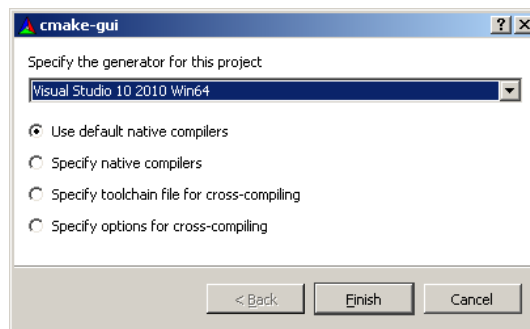 cmake-gui
Specify the generator for this project
Visual Studio 10 2010 Win64
Use default native compilers
Specify native compilers
Specify toolchain file for cross-compiling
Specify options for cross-compiling
< Back
Finish
Cancel